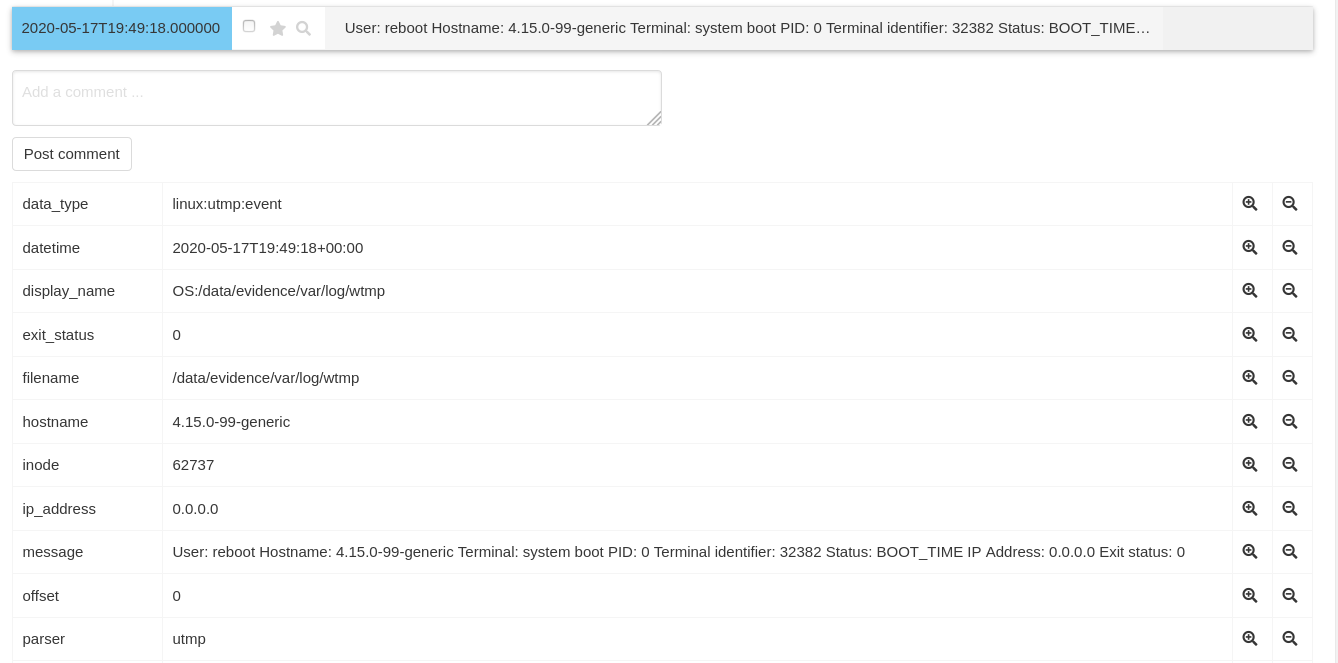 2020-05-17T19:49:18.000000 User: reboot Hostname: 4.15.0-99-generic Terminal: system boot PID: 0 Terminal identifier: 32382 Status: BOOT_TIME…
Add a comment ...
Post comment
data_type linux:utmp:event
datetime 2020-05-17T19:49:18+00:00
display_name OS:/data/evidence/var/log/wtmp
exit_status 0
filename /data/evidence/var/log/wtmp
hostname 4.15.0-99-generic
inode 62737
ip_address 0.0.0.0
message User: reboot Hostname: 4.15.0-99-generic Terminal: system boot PID: 0 Terminal identifier: 32382 Status: BOOT_TIME IP Address: 0.0.0.0 Exit status: 0
offset 0
parser utmp